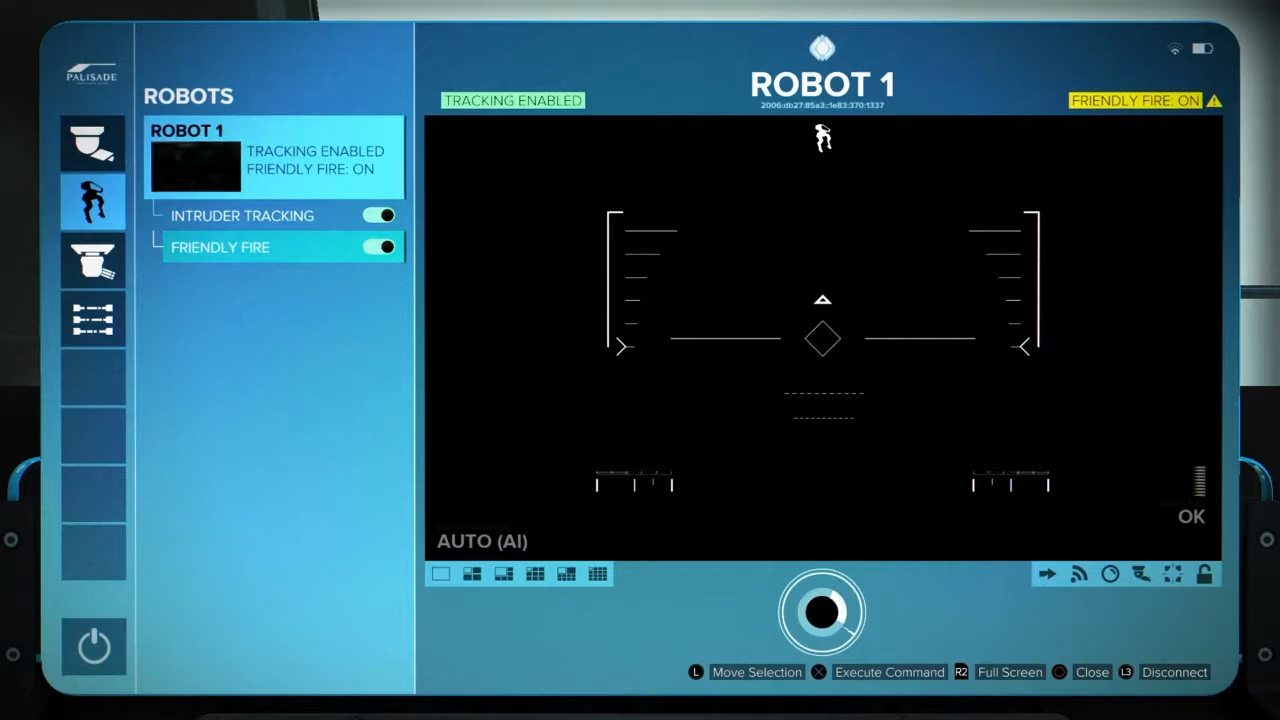 PALISADE
ROBOTS
ROBOT 1
TRACKING ENABLED
FRIENDLY FIRE: ON
INTRUDER TRACKING
FRIENDLY FIRE
TRACKING ENABLED
ROBOT 1
2006:db27:85a3::1e83:370:1337
FRIENDLY FIRE: ON
AUTO (AI)
OK
L Move Selection Execute Command R2 Full Screen Close L3 Disconnect